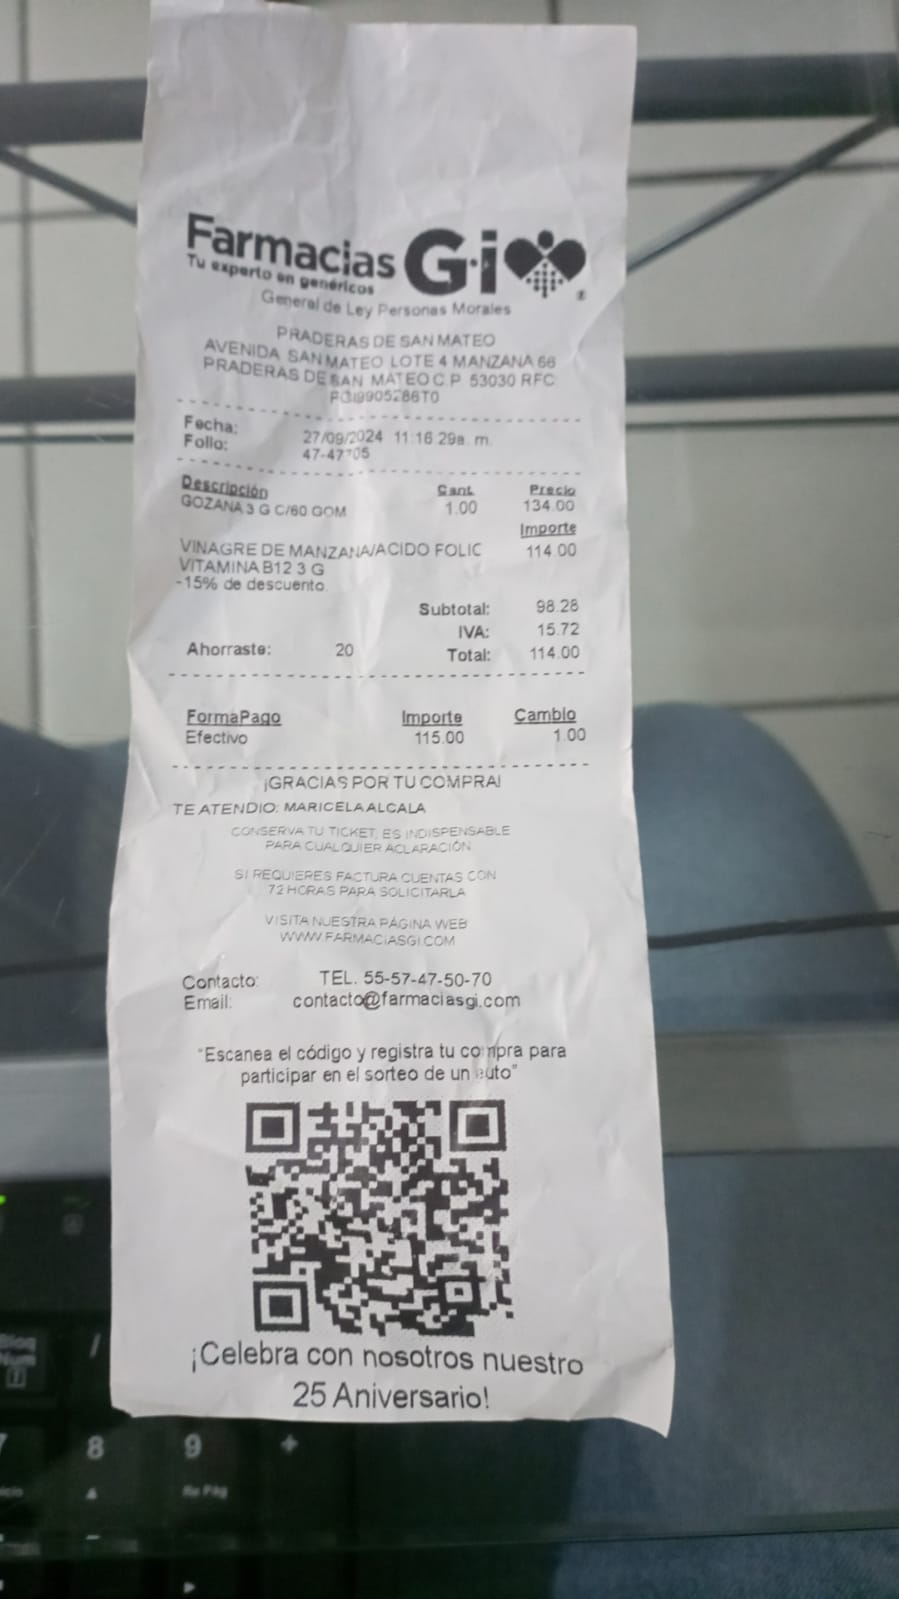 Farmacias G·i
Tu experto en genéricos
General de Ley Personas Morales
PRADERAS DE SAN MATEO
AVENIDA SAN MATEO LOTE 4 MANZANA 66
PRADERAS DE SAN MATEO C.P. 53030 RFC
Fecha: 27/09/2024 11:16:29a. m.
Folio:
Descripción Cant. Precio
GOZANA 3 G C/60 GOM 1.00 134.00
Importe
VINAGRE DE MANZANA/ACIDO FOLIC 114.00
VITAMINA B12 3 G
-15% de descuento.
Subtotal: 98.28
IVA: 15.72
Ahorraste: 20 Total: 114.00
FormaPago Importe Cambio
Efectivo 115.00 1.00
¡GRACIAS POR TU COMPRA!
TE ATENDIO: MARICELA ALCALA
CONSERVA TU TICKET, ES INDISPENSABLE
PARA CUALQUIER ACLARACIÓN
SI REQUIERES FACTURA CUENTAS CON
72 HORAS PARA SOLICITARLA
VISITA NUESTRA PÁGINA WEB
WWW.FARMACIASGI.COM
Contacto: TEL. 55-57-47-50-70
Email: contacto@farmaciasgi.com
"Escanea el código y registra tu compra para
participar en el sorteo de un auto"
¡Celebra con nosotros nuestro
25 Aniversario!
/
8 9 +
Re Pág